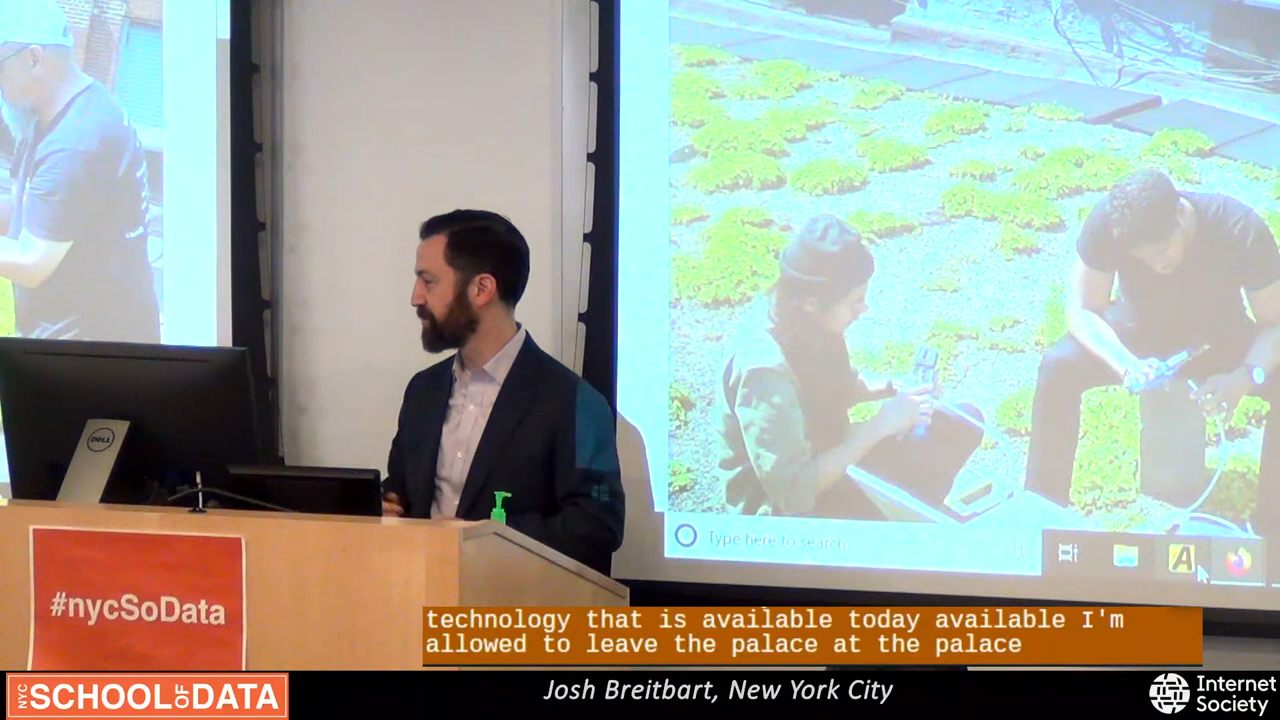 DELL
Type here to search
#nycSoData
technology that is available today available I'm
allowed to leave the palace at the palace
NYC SCHOOL OF DATA
Josh Breitbart, New York City
Internet
Society